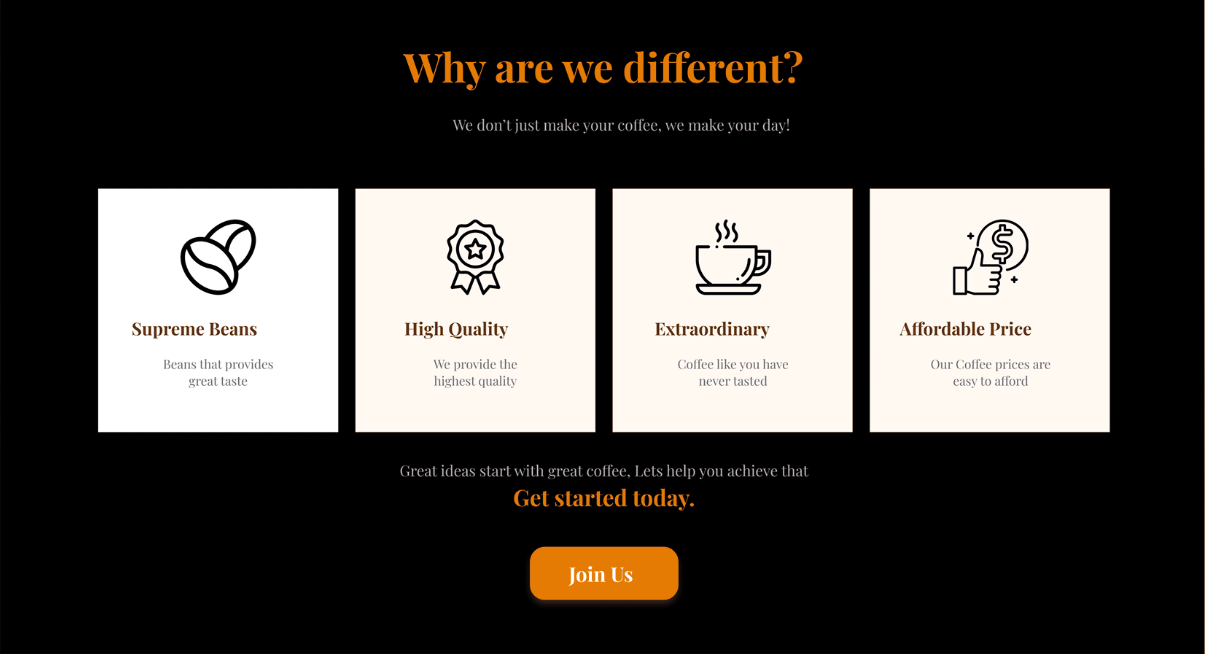 Why are we different?
We don't just make your coffee, we make your day!
Supreme Beans
Beans that provides
great taste
High Quality
We provide the
highest quality
Extraordinary
Coffee like you have
never tasted
Affordable Price
Our Coffee prices are
easy to afford
Great ideas start with great coffee, Lets help you achieve that
Get started today.
Join Us